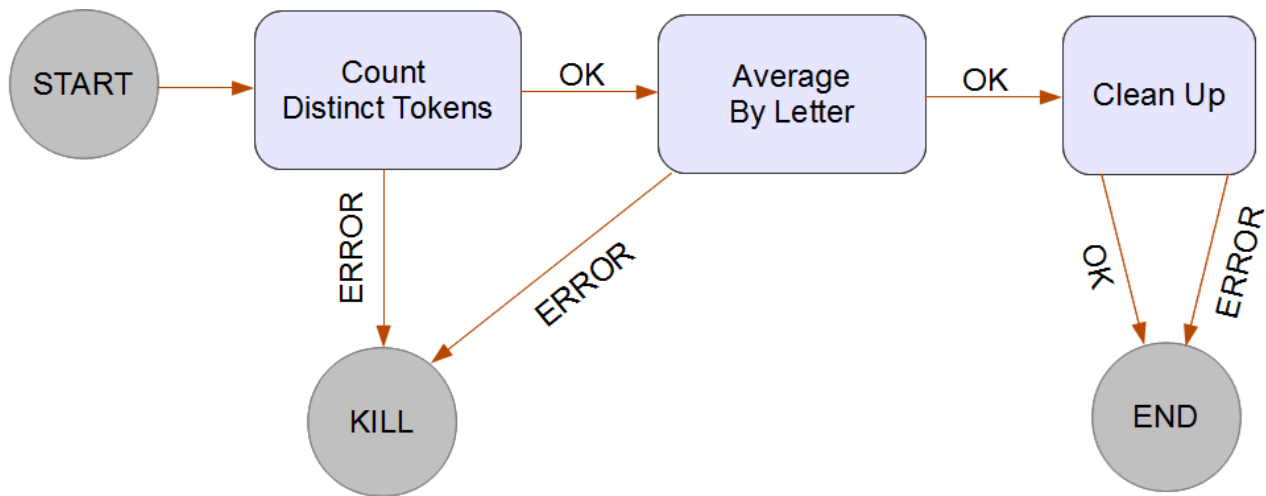 START
Count
Distinct Tokens
OK
Average
By Letter
OK
Clean Up
ERROR
ERROR
OK
ERROR
KILL
END